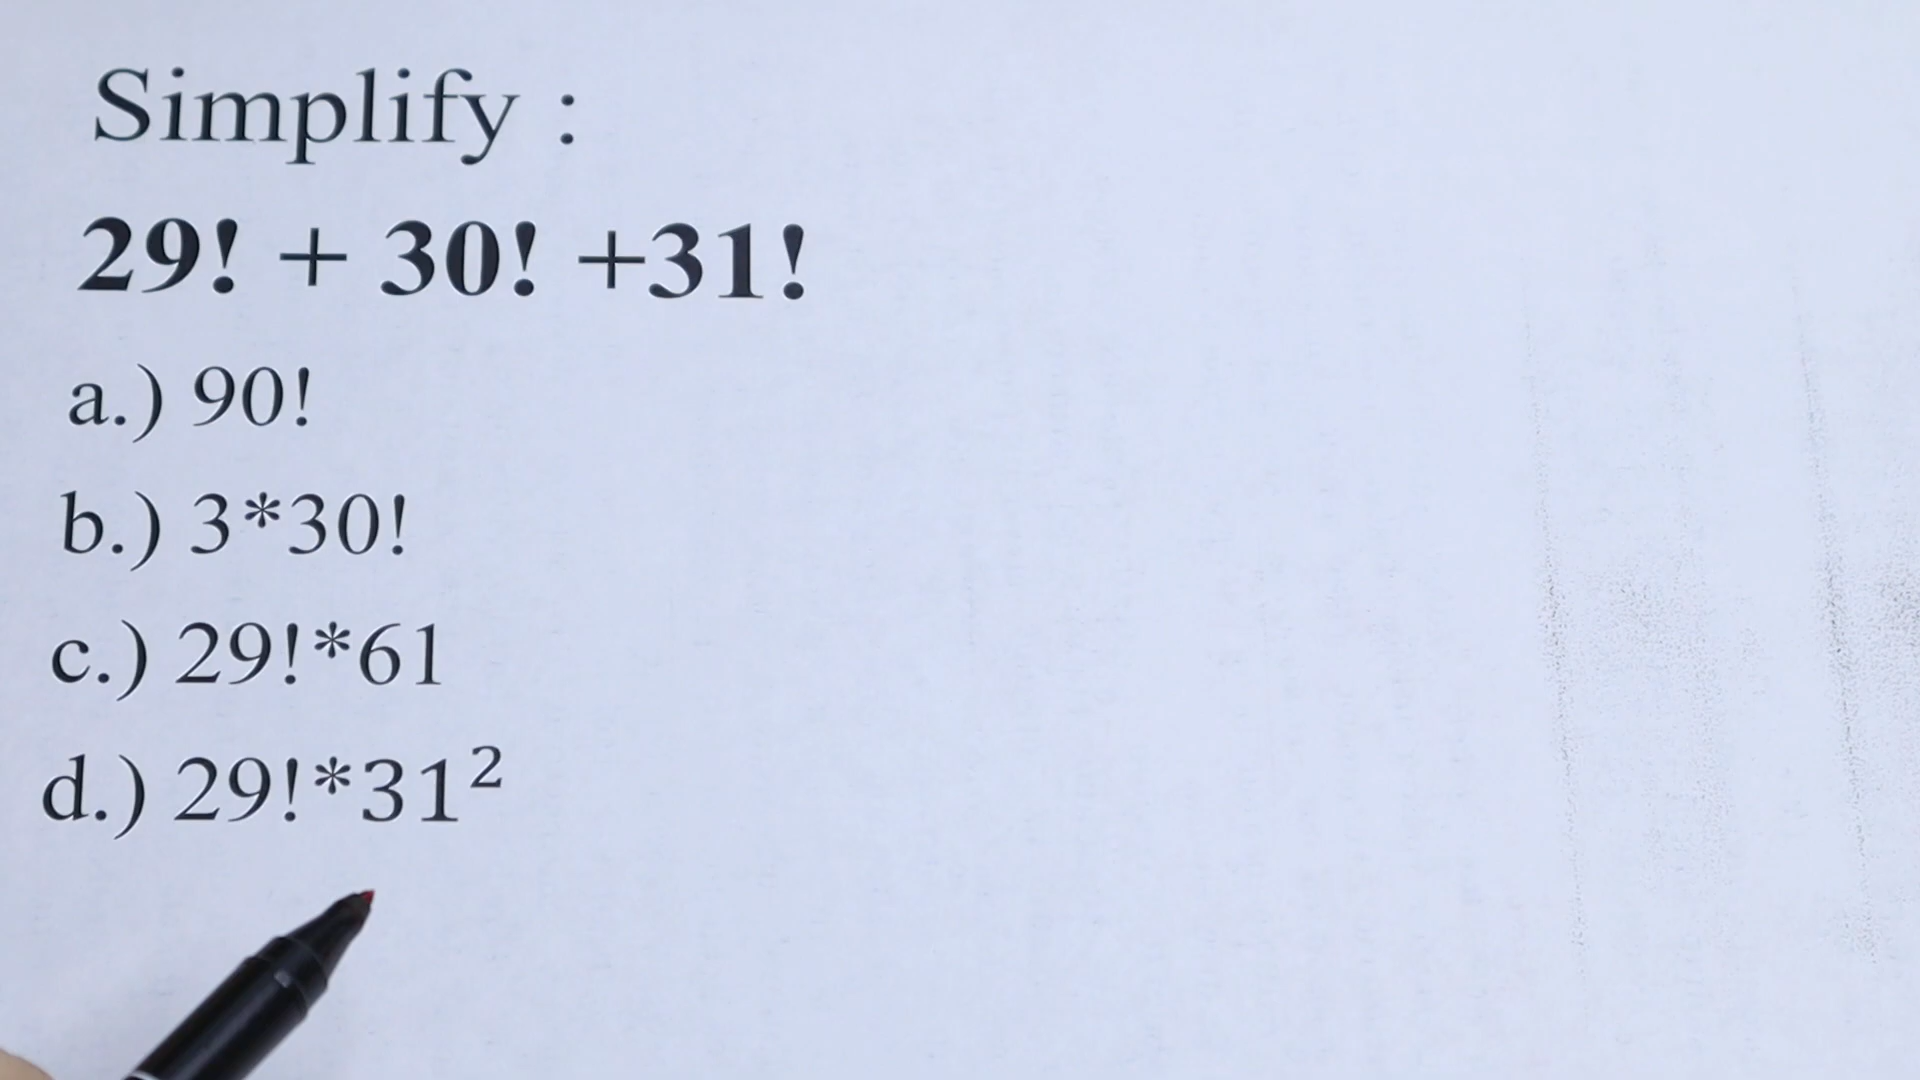 Simplify :
29! + 30! +31!
a.) 90!
b.) 3*30!
c.) 29!*61
d.) 29!*31²